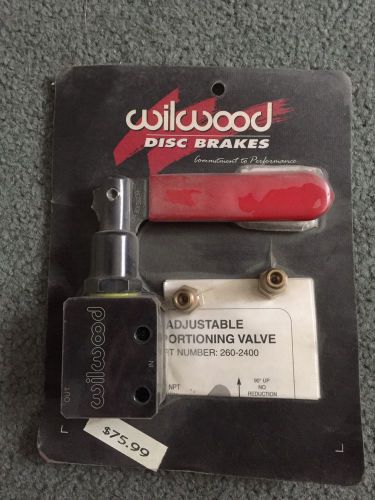 wilwood
DISC BRAKES
Commitment to Performance
ADJUSTABLE
PORTIONING VALVE
RT NUMBER: 260-2400
NPT
90° UP
NO
REDUCTION
wilwood
IN
OUT
$75.99